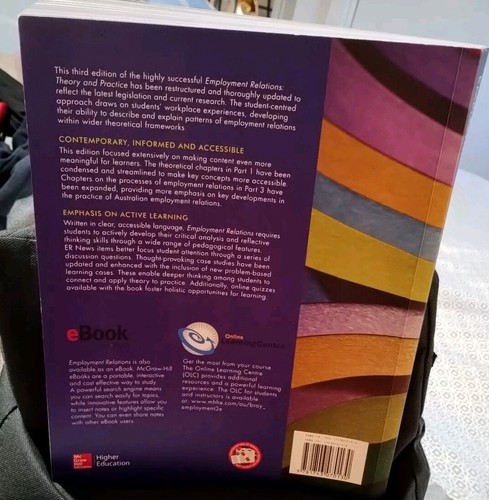 This third edition of the highly successful Employment Relations:
Theory and Practice has been restructured and thoroughly updated to
reflect the latest legislation and current research. The student-centred
approach draws on students' workplace experiences, developing
their ability to describe and explain patterns of employment relations
within wider theoretical frameworks
CONTEMPORARY, INFORMED AND ACCESSIBLE
This edition focused extensively on making content even more
meaningful for learners. The theoretical chapters in Part 1 have been
condensed and streamlined to make key concepts more accessible.
Chapters on the processes of employment relations in Part 3 have
been expanded, providing more emphasis on key developments in
the practice of Australian employment relations.
EMPHASIS ON ACTIVE LEARNING
Written in clear, accessible language, Employment Relations requires
students to actively develop their critical analysis and reflective
thinking skills through a wide range of pedagogical features.
ER News items better focus student attention through a series of
discussion questions. Thought-provoking case studies have been
updated and enhanced with the inclusion of new problem-based
learning cases. These enable deeper thinking among students to
connect and apply theory to practice. Additionally, online quizzes
available with the book foster holistic opportunities for learning.
eBook
Employment Relations is also
available as an eBook. McGraw-Hill
eBooks are a portable, interactive
and cost effective way to study.
A powerful search engine means
you can search easily for topics,
while innovative features allow you
to insert notes or highlight specific
content. You can even share notes
with other eBook users.
Online
Learning Centre
Get the most from your course
The Online Learning Centre
(OLC) provides additional
resources and a powerful learning
experience. The OLC for students
and instructors is available
at: www.mhhe.com/au/bray_
employment3e
Mc
Graw
Hill
Higher
Education